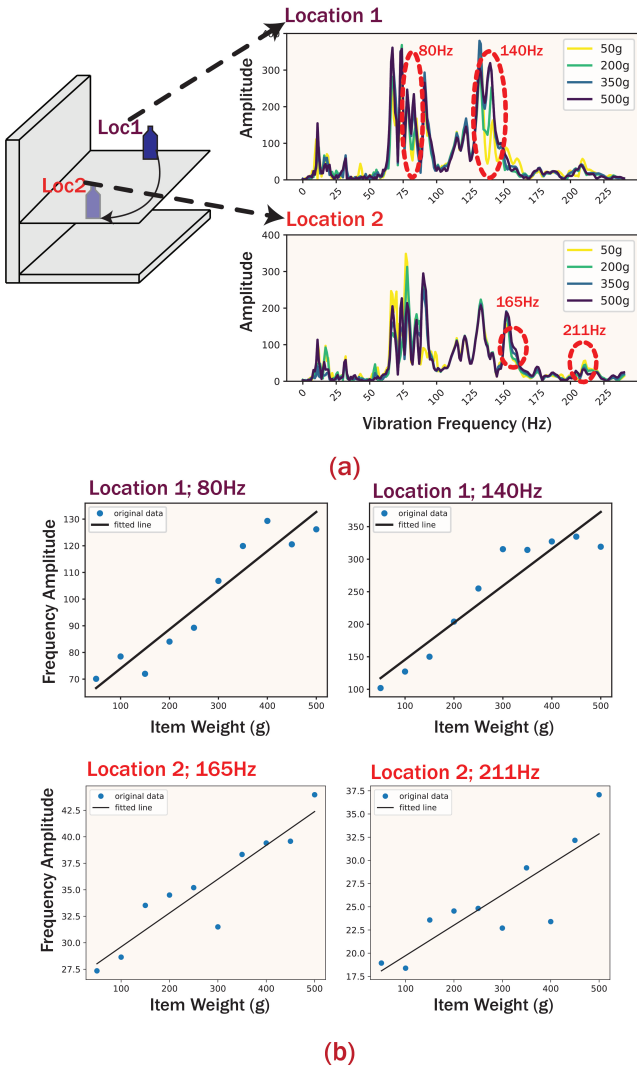 Location 1
Amplitude
400
300
200
100
0
80Hz
140Hz
50g
200g
350g
500g
0
25
50
75
100
125
150
175
200
225
Loc1
Loc2
Location 2
Amplitude
400
300
200
100
0
165Hz
211Hz
50g
200g
350g
500g
0
25
50
75
100
125
150
175
200
225
Vibration Frequency (Hz)
(a)
Location 1; 80Hz
Frequency Amplitude
130
120
110
100
90
80
70
original data
fitted line
100
200
300
400
500
Item Weight (g)
Location 1; 140Hz
350
300
250
200
150
100
original data
fitted line
100
200
300
400
500
Item Weight (g)
Location 2; 165Hz
Frequency Amplitude
42.5
40.0
37.5
35.0
32.5
30.0
27.5
original data
fitted line
100
200
300
400
500
Item Weight (g)
Location 2; 211Hz
37.5
35.0
32.5
30.0
27.5
25.0
22.5
20.0
17.5
original data
fitted line
100
200
300
400
500
Item Weight (g)
(b)